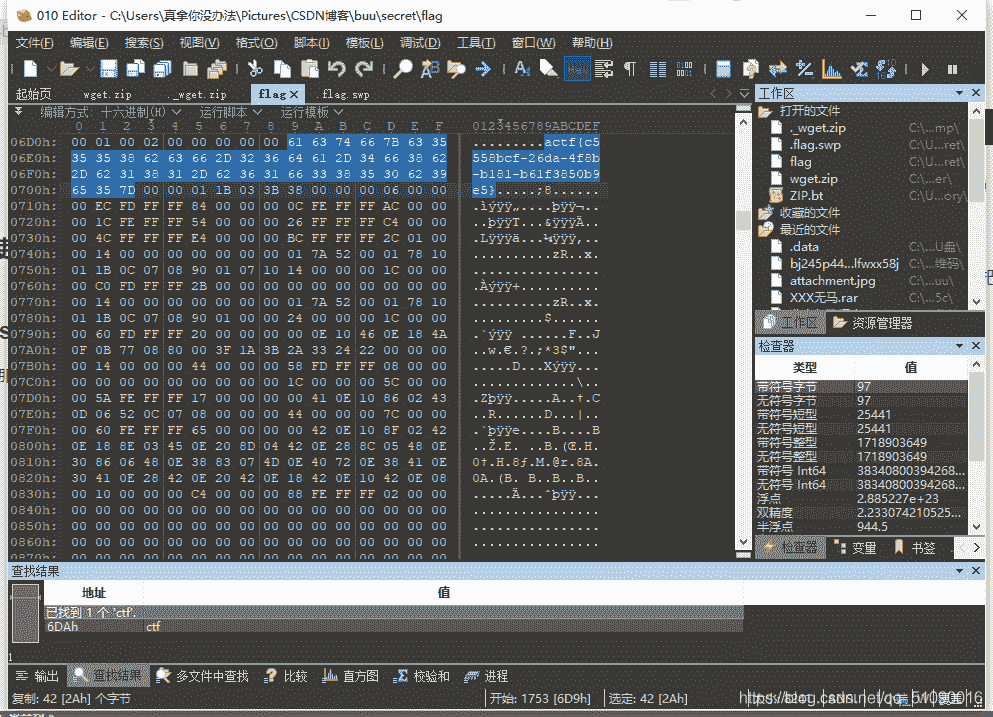 010 Editor - C:\Users\真拿你没办法\Pictures\CSDN博客\buu\secret\flag
文件(F) 编辑(E) 搜索(S) 视图(V) 格式(O) 脚本(I) 模板(L) 调试(D) 工具(T) 窗口(W) 帮助(H)
起始页 wget.zip ._wget.zip flag × .flag.swp
编辑方式: 十六进制(H) 运行脚本 运行模板
0 1 2 3 4 5 6 7 8 9 A B C D E F 0123456789ABCDEF
06D0h: 00 01 00 02 00 00 00 00 00 61 63 74 66 7B 63 35 .........actf{c5
06E0h: 35 35 38 62 63 66 2D 32 36 64 61 2D 34 66 38 62 558bcf-26da-4f8b
06F0h: 2D 62 31 38 31 2D 62 36 31 66 33 38 35 30 62 39 -b181-b61f3850b9
0700h: 65 35 7D 00 00 00 01 1B 03 3B 38 00 00 00 06 00 e5}......;8.....
0710h: 00 EC FD FF FF 84 00 00 00 0C FE FF FF AC 00 00
0720h: 00 1C FE FF FF 54 00 00 00 26 FF FF FF C4 00 00
0730h: 00 4C FF FF FF E4 00 00 00 BC FF FF FF 2C 01 00
0740h: 00 14 00 00 00 00 00 00 00 01 7A 52 00 01 78 10 ..........zR..x.
0750h: 01 1B 0C 07 08 90 01 07 10 14 00 00 00 1C 00 00
0760h: 00 C0 FD FF FF 2B 00 00 00 00 00 00 00 00 00 00
0770h: 00 14 00 00 00 00 00 00 00 01 7A 52 00 01 78 10 ..........zR..x.
0780h: 01 1B 0C 07 08 90 01 00 00 24 00 00 00 1C 00 00
0790h: 00 60 FD FF FF 20 00 00 00 00 0E 10 46 0E 18 4A
07A0h: 0F 0B 77 08 80 00 3F 1A 3B 2A 33 24 22 00 00 00 ..w.€.?.;*3$"...
07B0h: 00 14 00 00 00 44 00 00 00 58 FD FF FF 08 00 00
07C0h: 00 00 00 00 00 00 00 00 00 1C 00 00 00 5C 00 00
07D0h: 00 5A FE FF FF 17 00 00 00 00 41 0E 10 86 02 43
07E0h: 0D 06 52 0C 07 08 00 00 00 44 00 00 00 7C 00 00
07F0h: 00 60 FE FF FF 65 00 00 00 00 42 0E 10 8F 02 42
0800h: 0E 18 8E 03 45 0E 20 8D 04 42 0E 28 8C 05 48 0E
0810h: 30 86 06 48 0E 38 83 07 4D 0E 40 72 0E 38 41 0E 0†.H.8ƒ.M.@r.8A.
0820h: 30 41 0E 28 42 0E 20 42 0E 18 42 0E 10 42 0E 08 0A.(B. B..B..B..
0830h: 00 10 00 00 00 C4 00 00 00 88 FE FF FF 02 00 00
0840h: 00 00 00 00 00 00 00 00 00 00 00 00 00 00 00 00 ................
0850h: 00 00 00 00 00 00 00 00 00 00 00 00 00 00 00 00 ................
0860h: 00 00 00 00 00 00 00 00 00 00 00 00 00 00 00 00 ................
0870h: 00 00 00 00 00 00 00 00 00 00 00 00 00 00 00 00
工作区
打开的文件
._wget.zip C:\...mp\
.flag.swp C:\...ret\
flag C:\...ret\
wget.zip C:\...er\
ZIP.bt C:\...ory\
收藏的文件
最近的文件
.data C:\...U盘\
bj245p44...lfwxx58j C:\...维码\
attachment.jpg C:\...uu\
XXX无马.rar C:\...5c\
工作区 资源管理器
检查器
类型 值
带符号字节 97
无符号字节 97
带符号短型 25441
无符号短型 25441
带符号整型 1718903649
无符号整型 1718903649
带符号 Int64 38340800394268...
无符号 Int64 38340800394268...
浮点 2.885227e+23
双精度 2.233074210525...
半浮点 944.5
检查器 变量 书签
查找结果
地址 值
已找到 1 个 'ctf'.
6DAh ctf
输出 查找结果 多文件中查找 比较 直方图 校验和 进程
复制: 42 [2Ah] 个字节 开始: 1753 [6D9h] 选定: 42 [2Ah]
https://blog.csdn.net/qq_51090016